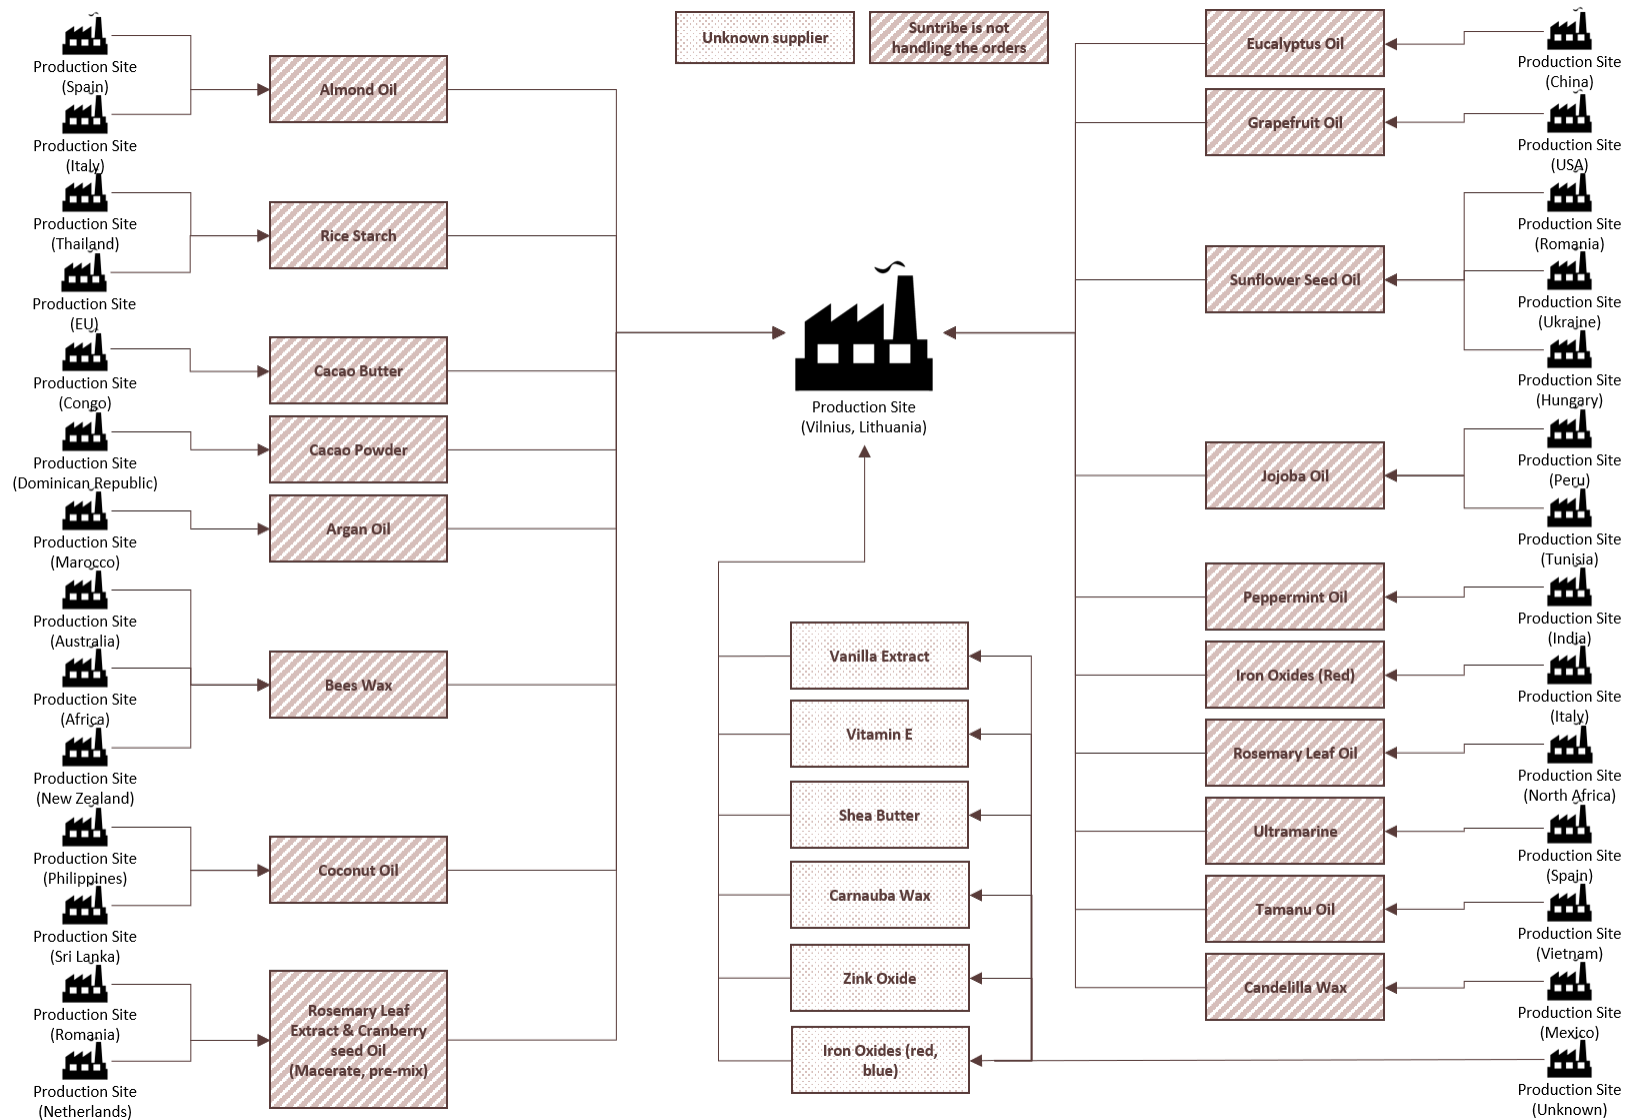 Unknown supplier
Suntribe is not
handling the orders
Production Site
(Spain)
Production Site
(Italy)
Almond Oil
Production Site
(Thailand)
Production Site
(EU)
Rice Starch
Production Site
(Congo)
Cacao Butter
Production Site
(Dominican Republic)
Cacao Powder
Production Site
(Marocco)
Argan Oil
Production Site
(Australia)
Production Site
(Africa)
Production Site
(New Zealand)
Bees Wax
Production Site
(Philippines)
Production Site
(Sri Lanka)
Coconut Oil
Production Site
(Romania)
Production Site
(Netherlands)
Rosemary Leaf
Extract & Cranberry
seed Oil
(Macerate, pre-mix)
Production Site
(Vilnius, Lithuania)
Vanilla Extract
Vitamin E
Shea Butter
Carnauba Wax
Zink Oxide
Iron Oxides (red,
blue)
Eucalyptus Oil
Production Site
(China)
Grapefruit Oil
Production Site
(USA)
Sunflower Seed Oil
Production Site
(Romania)
Production Site
(Ukraine)
Production Site
(Hungary)
Jojoba Oil
Production Site
(Peru)
Production Site
(Tunisia)
Peppermint Oil
Production Site
(India)
Iron Oxides (Red)
Production Site
(Italy)
Rosemary Leaf Oil
Production Site
(North Africa)
Ultramarine
Production Site
(Spain)
Tamanu Oil
Production Site
(Vietnam)
Candelilla Wax
Production Site
(Mexico)
Production Site
(Unknown)